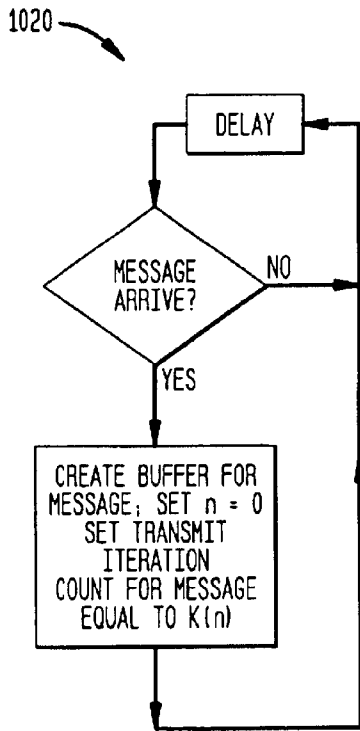 1020
DELAY
MESSAGE
ARRIVE?
NO
YES
CREATE BUFFER FOR
MESSAGE; SET n = 0
SET TRANSMIT
ITERATION
COUNT FOR MESSAGE
EQUAL TO K(n)